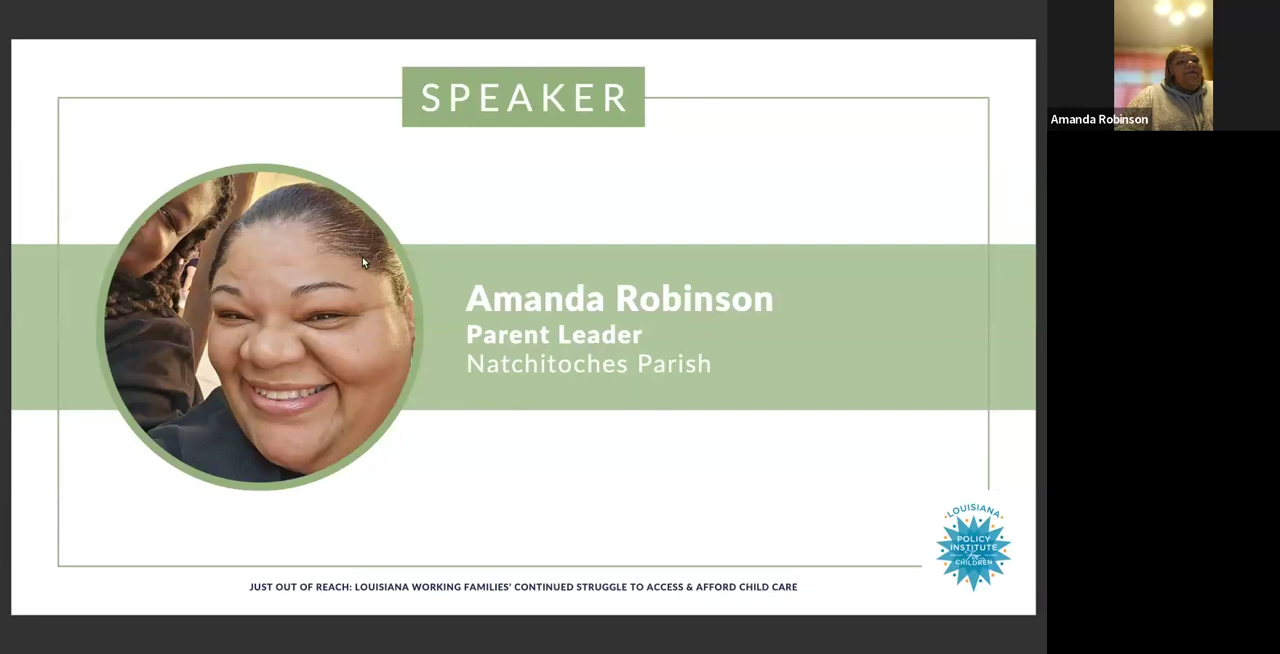 SPEAKER
Amanda Robinson
Parent Leader
Natchitoches Parish
LOUISIANA
POLICY
INSTITUTE
for
CHILDREN
JUST OUT OF REACH: LOUISIANA WORKING FAMILIES' CONTINUED STRUGGLE TO ACCESS & AFFORD CHILD CARE
Amanda Robinson